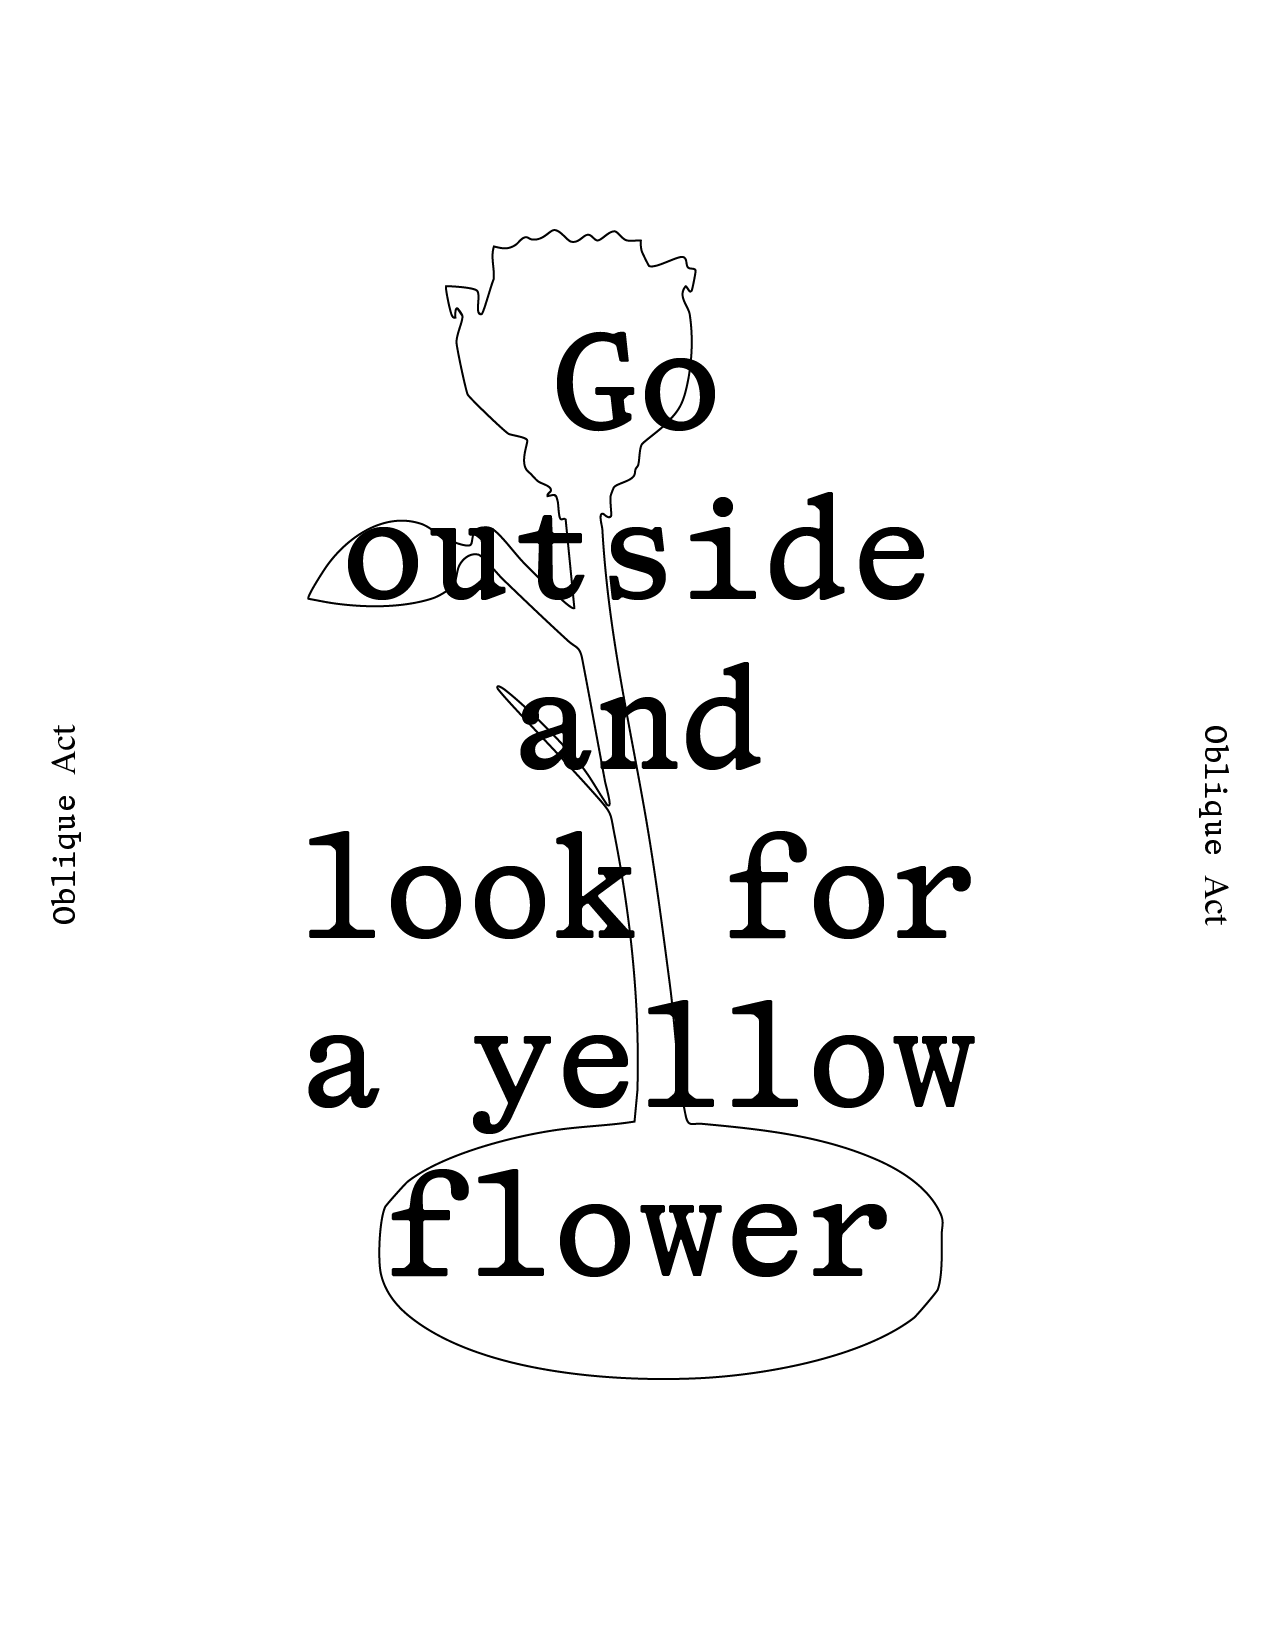 Go
outside
and
look for
a yellow
flower
Oblique Act
Oblique Act